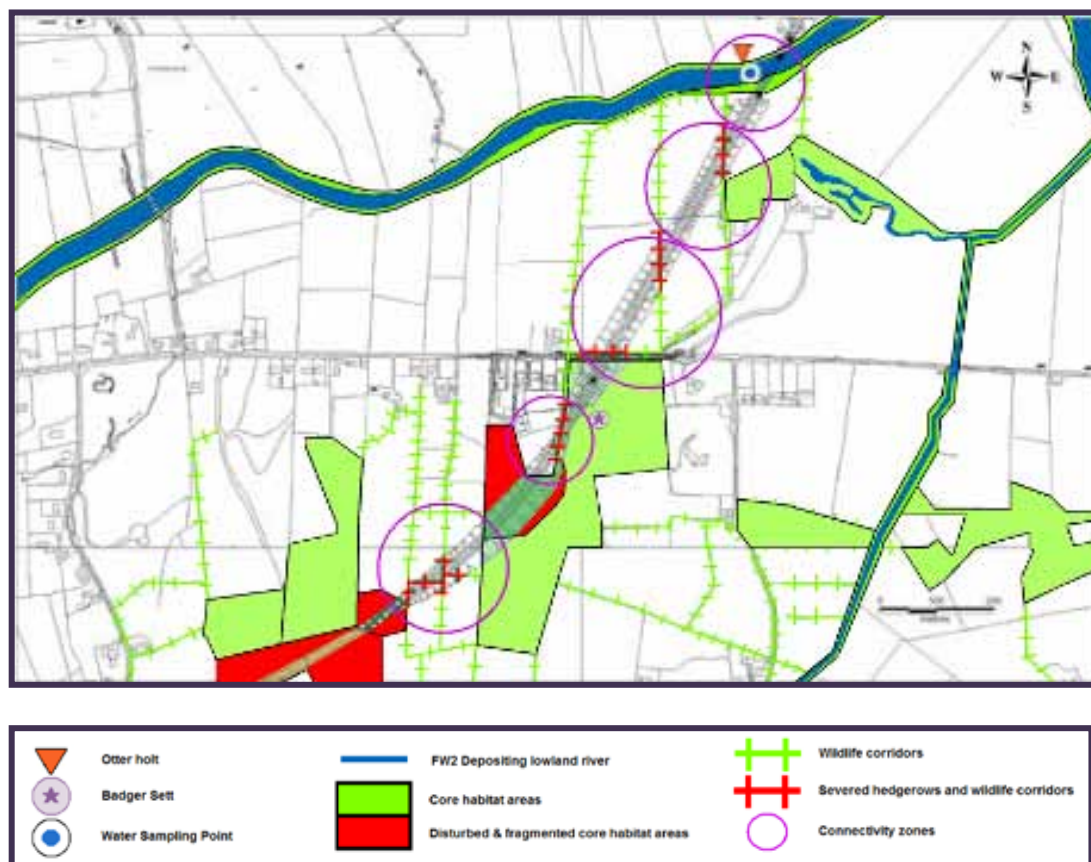 N
W E
S
Otter holt
Badger Sett
Water Sampling Point
FW2 Depositing lowland river
Core habitat areas
Disturbed & fragmented core habitat areas
Wildlife corridors
Severed hedgerows and wildlife corridors
Connectivity zones